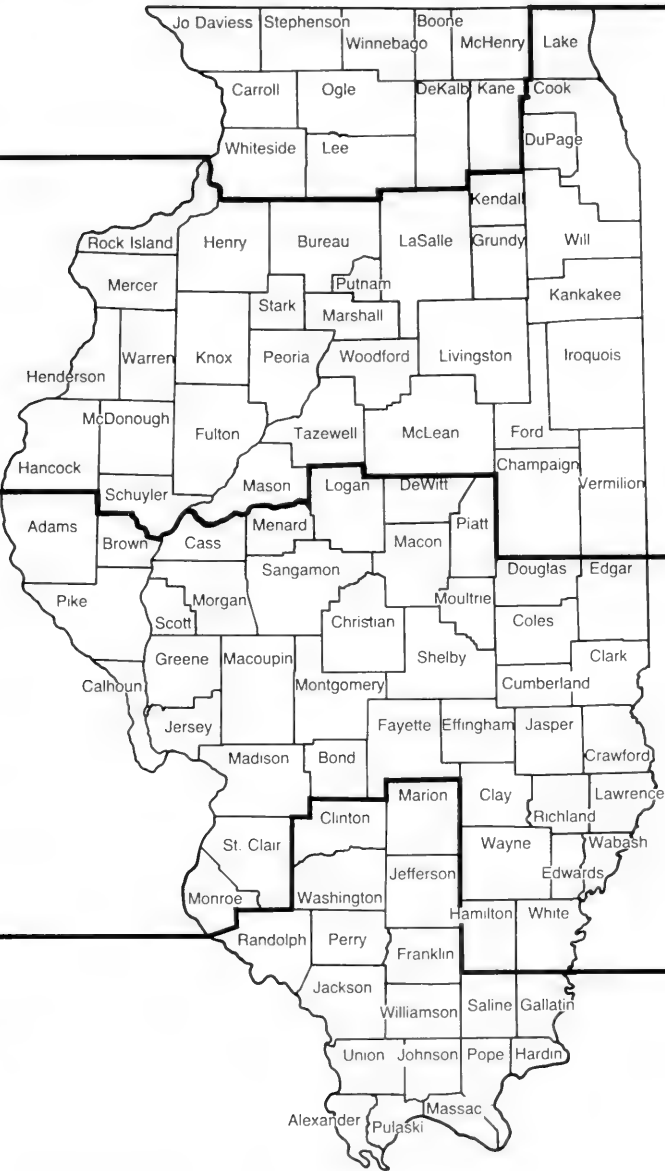 Jo Daviess
Stephenson
Winnebago
Boone
McHenry
Lake
Carroll
Ogle
DeKalb
Kane
Cook
DuPage
Whiteside
Lee
Kendall
Rock Island
Henry
Bureau
LaSalle
Grundy
Will
Mercer
Putnam
Kankakee
Stark
Marshall
Henderson
Warren
Knox
Peoria
Woodford
Livingston
Iroquois
McDonough
Fulton
Tazewell
McLean
Ford
Hancock
Champaign
Vermilion
Schuyler
Mason
Logan
DeWitt
Adams
Brown
Cass
Menard
Macon
Piatt
Sangamon
Douglas
Edgar
Pike
Scott
Morgan
Christian
Moultrie
Coles
Greene
Macoupin
Shelby
Clark
Calhoun
Montgomery
Cumberland
Jersey
Fayette
Effingham
Jasper
Crawford
Madison
Bond
Marion
Clay
Lawrence
Richland
Clinton
St. Clair
Wayne
Wabash
Edwards
Jefferson
Monroe
Washington
Hamilton
White
Randolph
Perry
Franklin
Jackson
Williamson
Saline
Gallatin
Union
Johnson
Pope
Hardin
Alexander
Pulaski
Massac